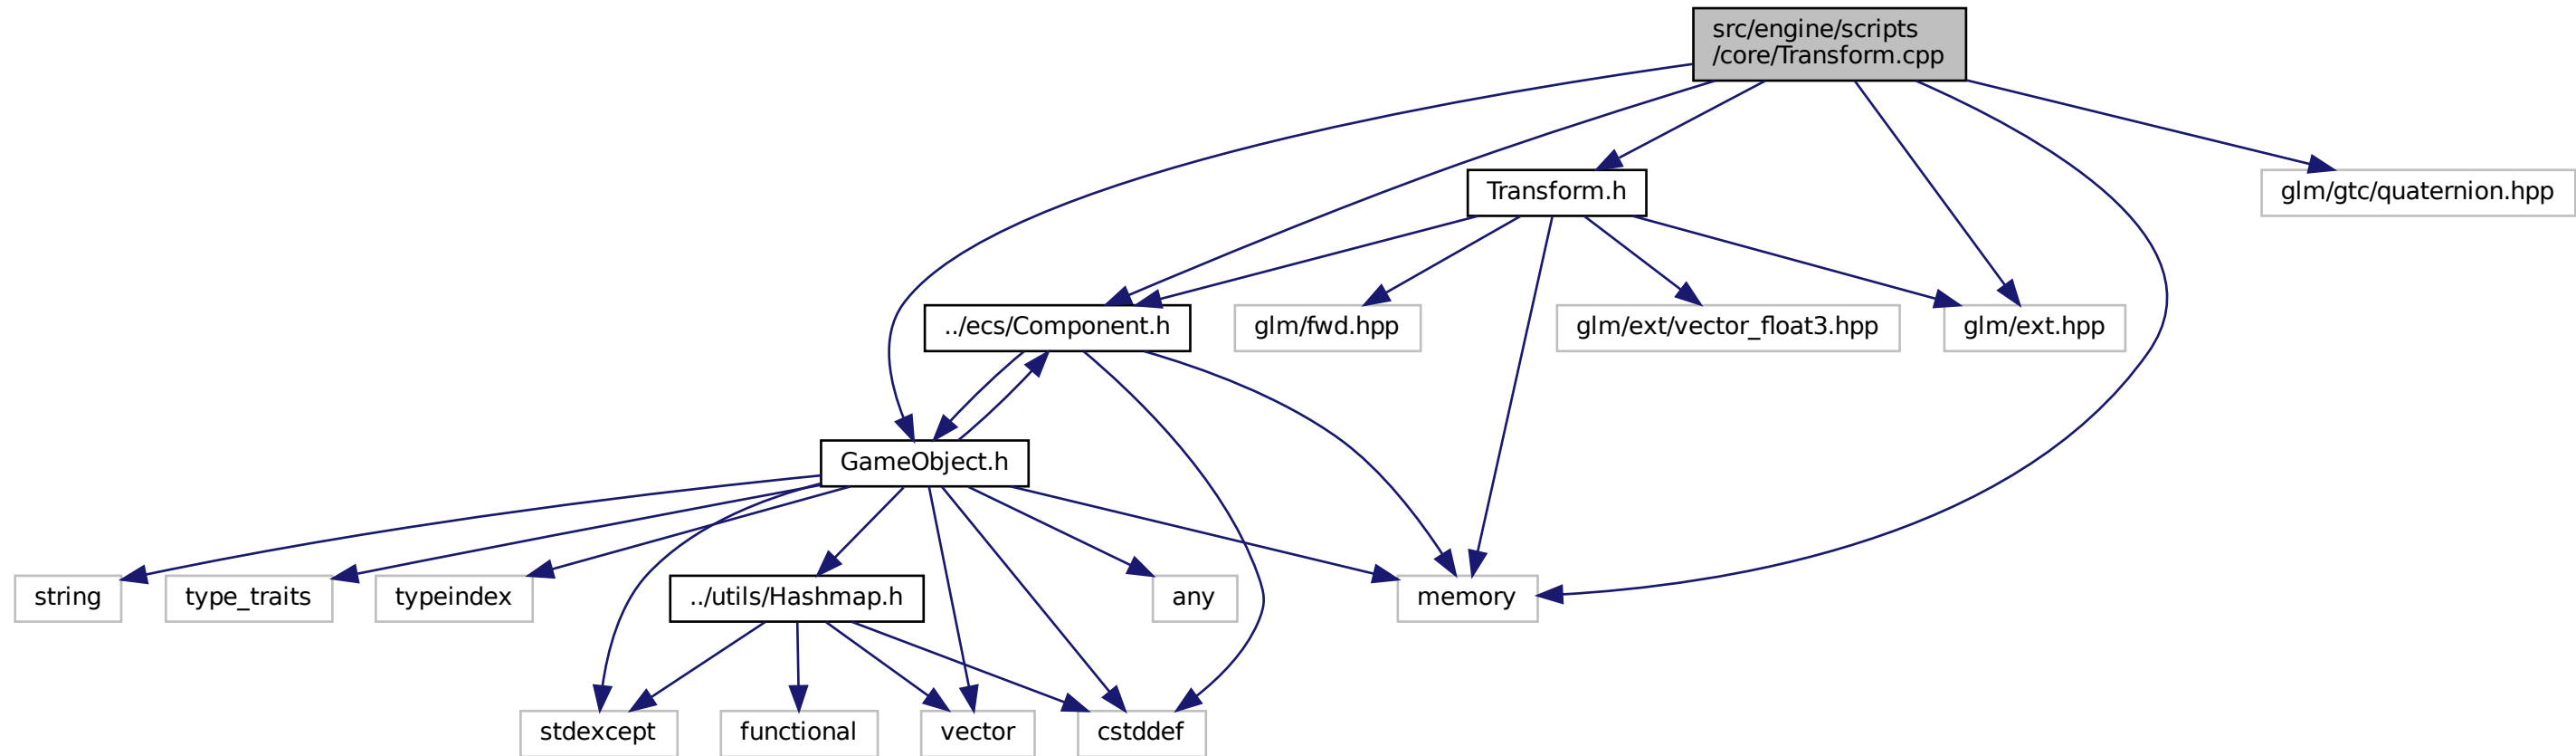 src/engine/scripts
/core/Transform.cpp
Transform.h
glm/gtc/quaternion.hpp
../ecs/Component.h
glm/fwd.hpp
glm/ext/vector_float3.hpp
glm/ext.hpp
GameObject.h
string
type_traits
typeindex
../utils/Hashmap.h
any
memory
stdexcept
functional
vector
cstddef